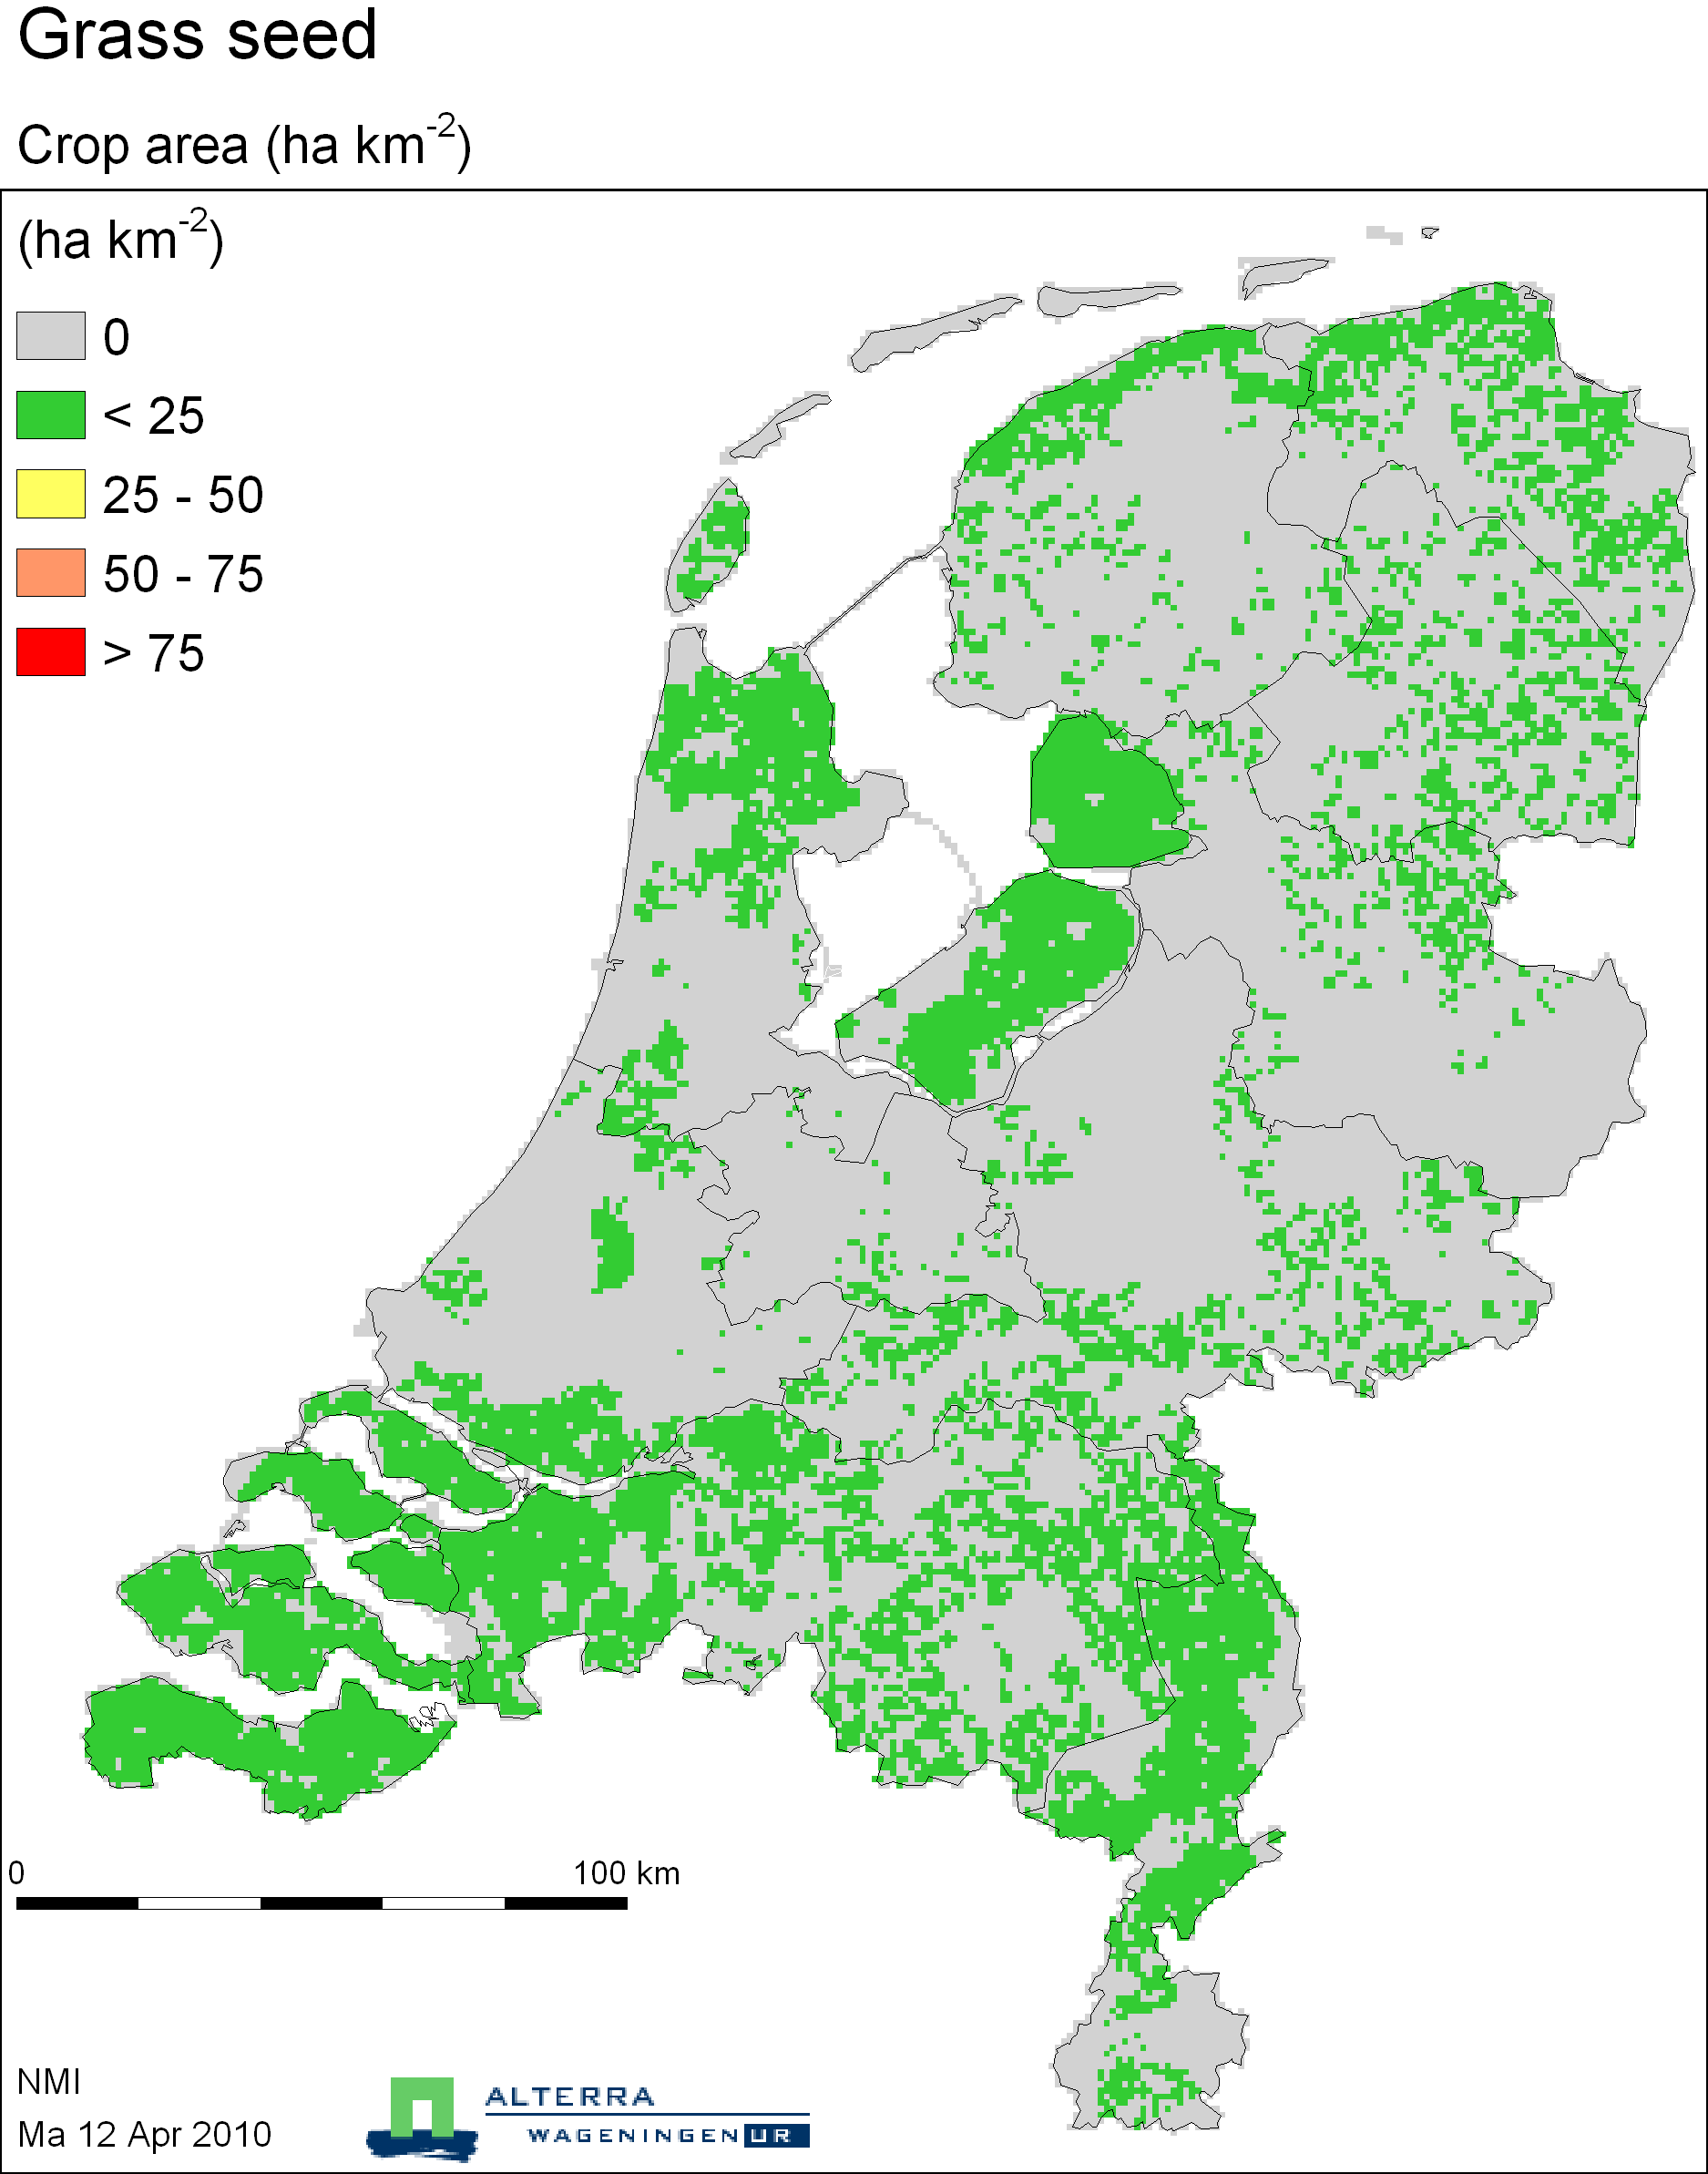 Grass seed
Crop area (ha km-2)
(ha km-2)
0
< 25
25 - 50
50 - 75
> 75
0 100 km
NMI
Ma 12 Apr 2010
ALTERRA
WAGENINGEN UR